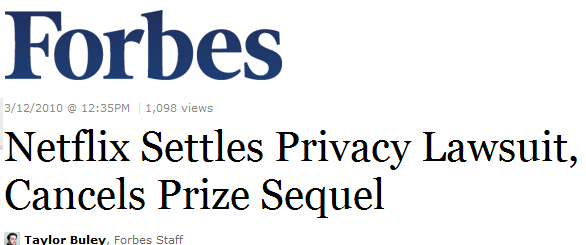 Forbes
3/12/2010 @ 12:35PM | 1,098 views
Netflix Settles Privacy Lawsuit,
Cancels Prize Sequel
Taylor Buley, Forbes Staff